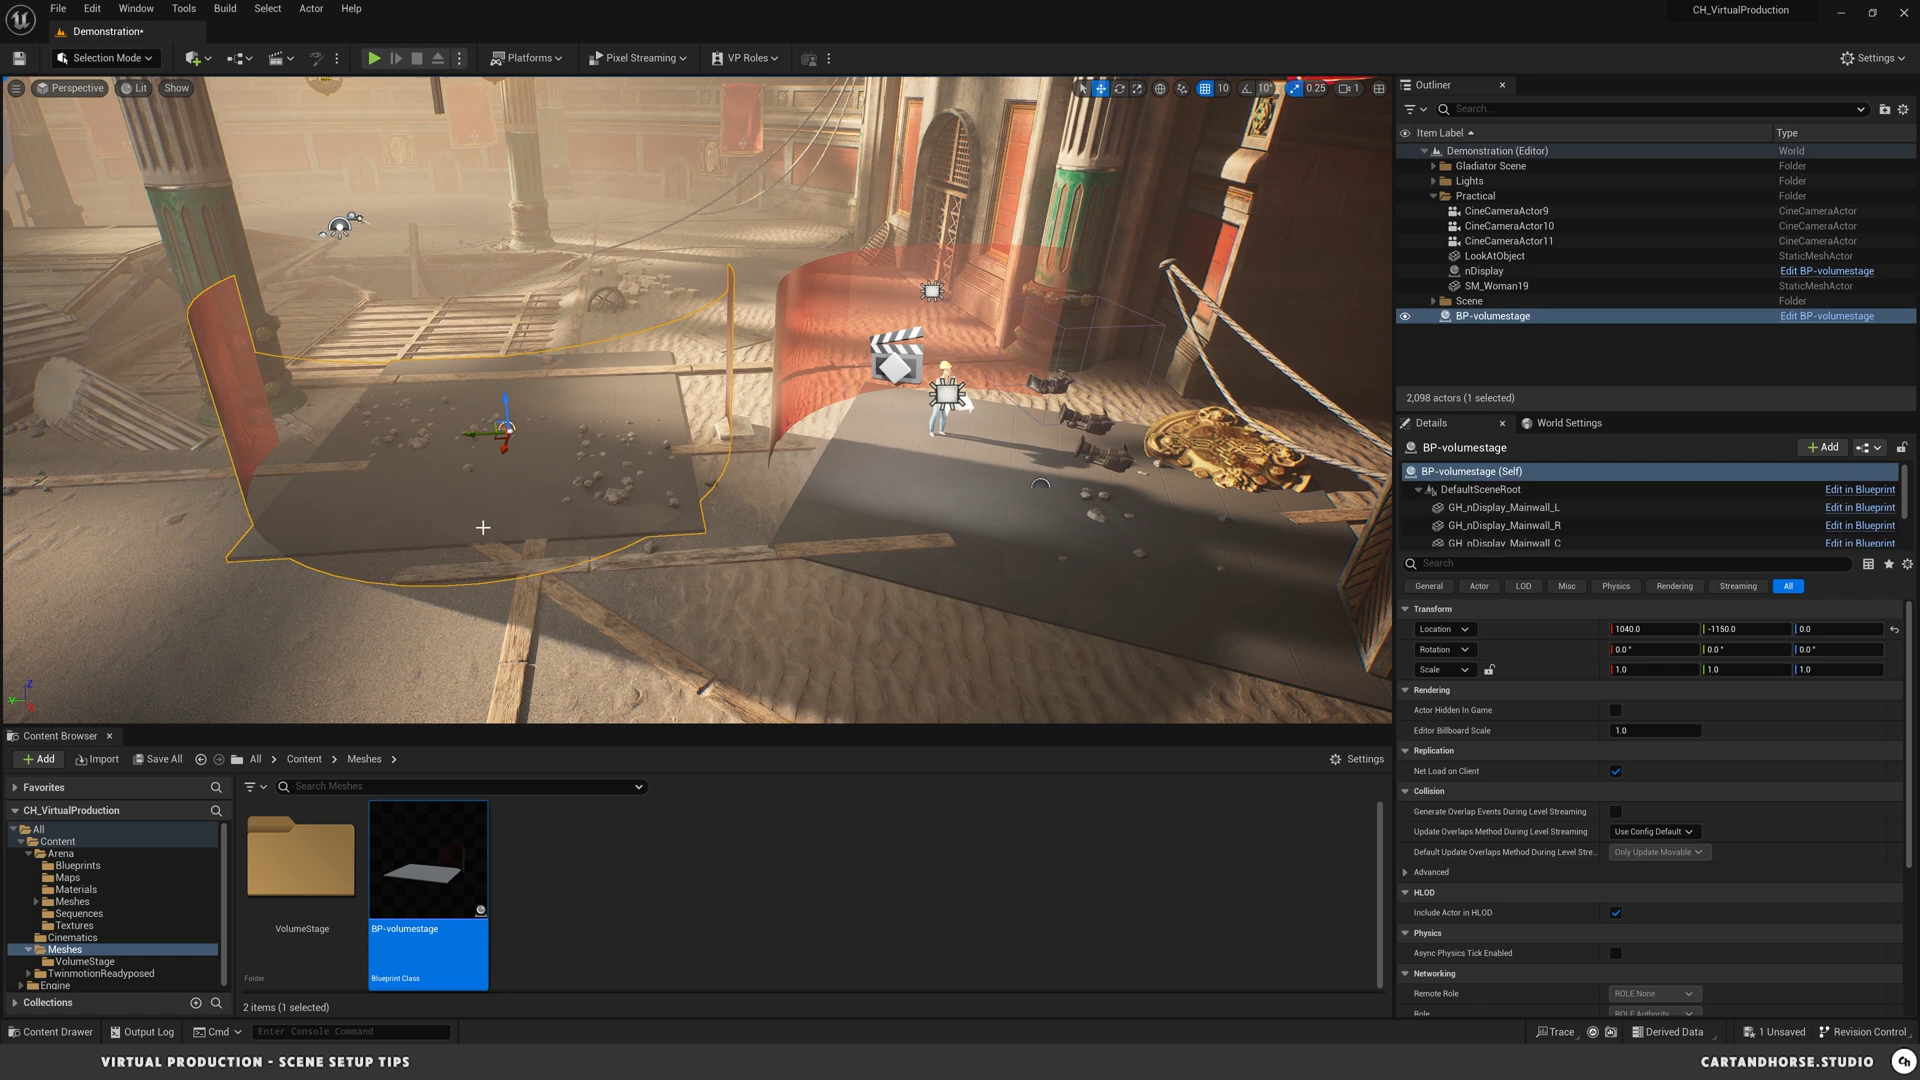 File Edit View Tools Build Select Actor Help
CH_VirtualProduction
Demonstration*
Selection Mode
Platforms
Pixel Streaming
VP Roles
Settings
Perspective
Lit
Show
10
10°
0.25
1
Outliner
Search...
Item Label
Type
Demonstration (Editor) World
Gladiator Scene Folder
Lights Folder
Practical Folder
CineCameraActor9 CineCameraActor
CineCameraActor10 CineCameraActor
CineCameraActor11 CineCameraActor
LookAtObject StaticMeshActor
nDisplay Edit BP-volumestage
SM_Woman19 StaticMeshActor
Scene Folder
BP-volumestage Edit BP-volumestage
2,098 actors (1 selected)
Details
World Settings
BP-volumestage
Add
BP-volumestage (Self)
DefaultSceneRoot Edit in Blueprint
GH_nDisplay_Mainwall_L Edit in Blueprint
GH_nDisplay_Mainwall_R Edit in Blueprint
GH_nDisplay_Mainwall_C Edit in Blueprint
Search
General Actor LOD Misc Physics Rendering Streaming All
Transform
Location 1040.0 -1150.0 0.0
Rotation 0.0° 0.0° 0.0°
Scale 1.0 1.0 1.0
Rendering
Actor Hidden In Game
Editor Billboard Scale 1.0
Replication
Net Load on Client
Collision
Generate Overlap Events During Level Streaming
Update Overlaps Method During Level Streaming Use Config Default
Default Update Overlaps Method During Level Stre... Only Update Movable
Advanced
HLOD
Include Actor in HLOD
Physics
Async Physics Tick Enabled
Networking
Remote Role ROLE None
Role ROLE Authority
Z
Y
X
Content Browser
Add
Import
Save All
All
Content
Meshes
Settings
Favorites
CH_VirtualProduction
All
Content
Arena
Blueprints
Maps
Materials
Meshes
Sequences
Textures
Cinematics
Meshes
VolumeStage
TwinmotionReadyposed
Engine
Collections
Search Meshes
VolumeStage
Folder
BP-volumestage
Blueprint Class
2 items (1 selected)
Content Drawer
Output Log
Cmd
Enter Console Command
Trace
Derived Data
1 Unsaved
Revision Control
VIRTUAL PRODUCTION - SCENE SETUP TIPS
CARTANDHORSE.STUDIO